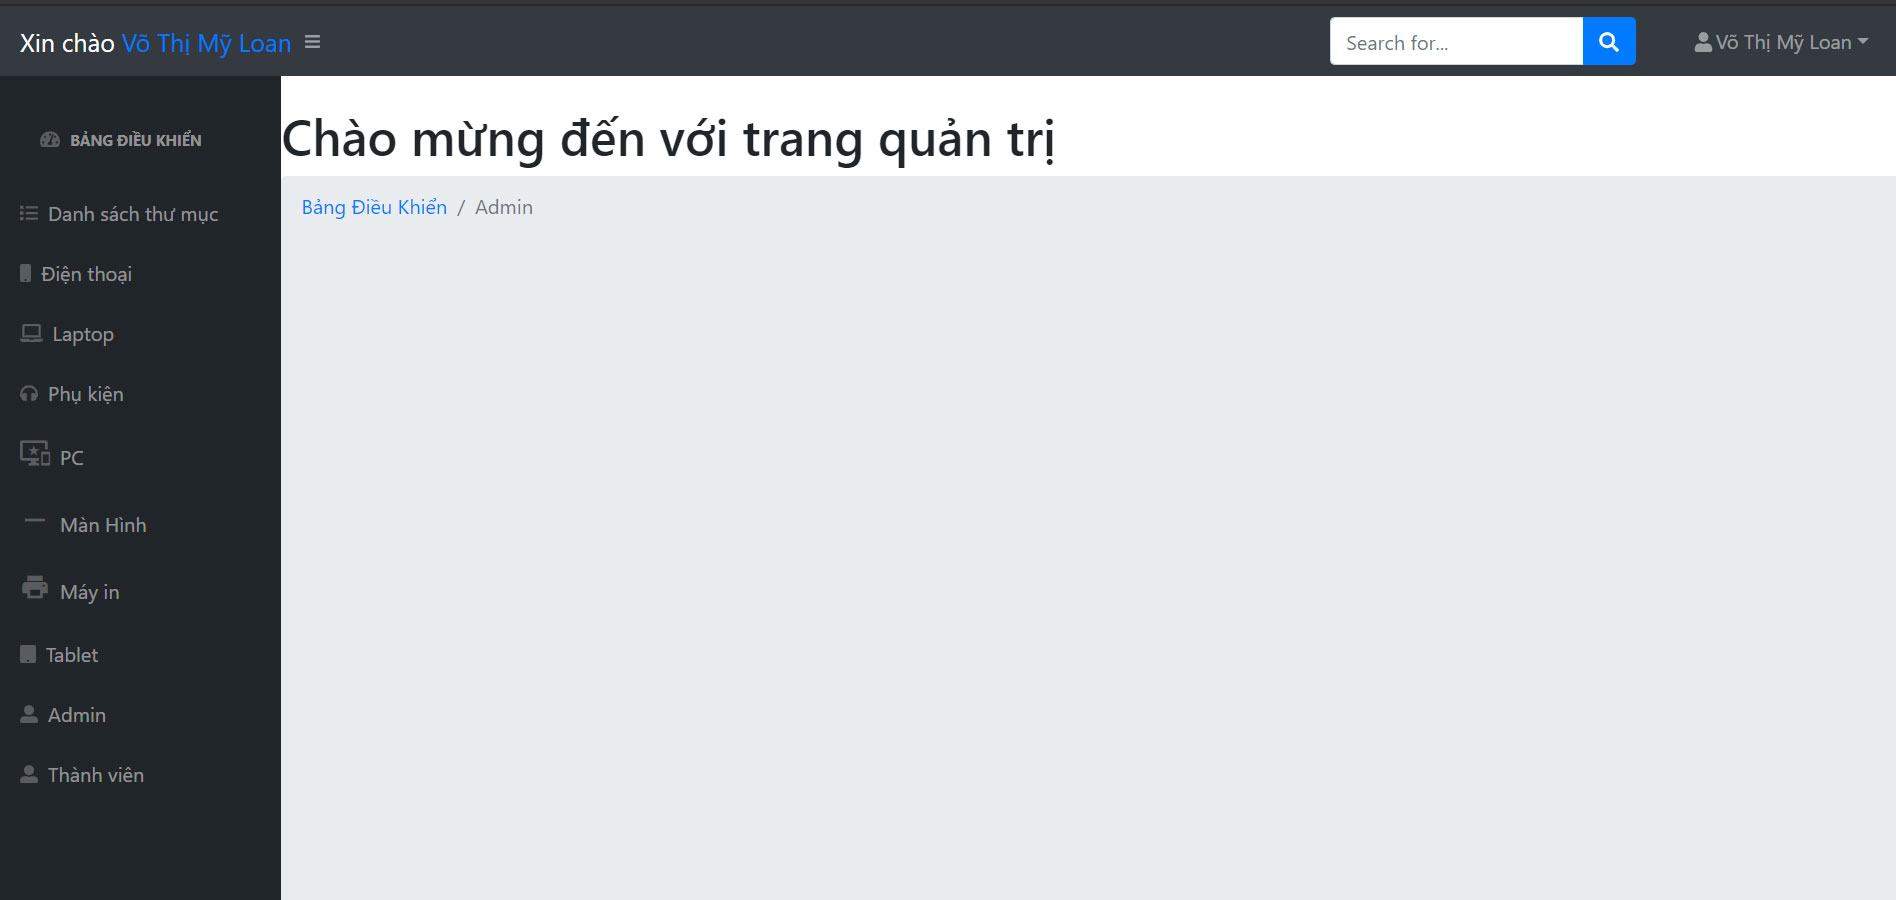 Xin chào Võ Thị Mỹ Loan
Search for...
Võ Thị Mỹ Loan
BẢNG ĐIỀU KHIỂN
Danh sách thư mục
Điện thoại
Laptop
Phụ kiện
PC
Màn Hình
Máy in
Tablet
Admin
Thành viên
Chào mừng đến với trang quản trị
Bảng Điều Khiển / Admin